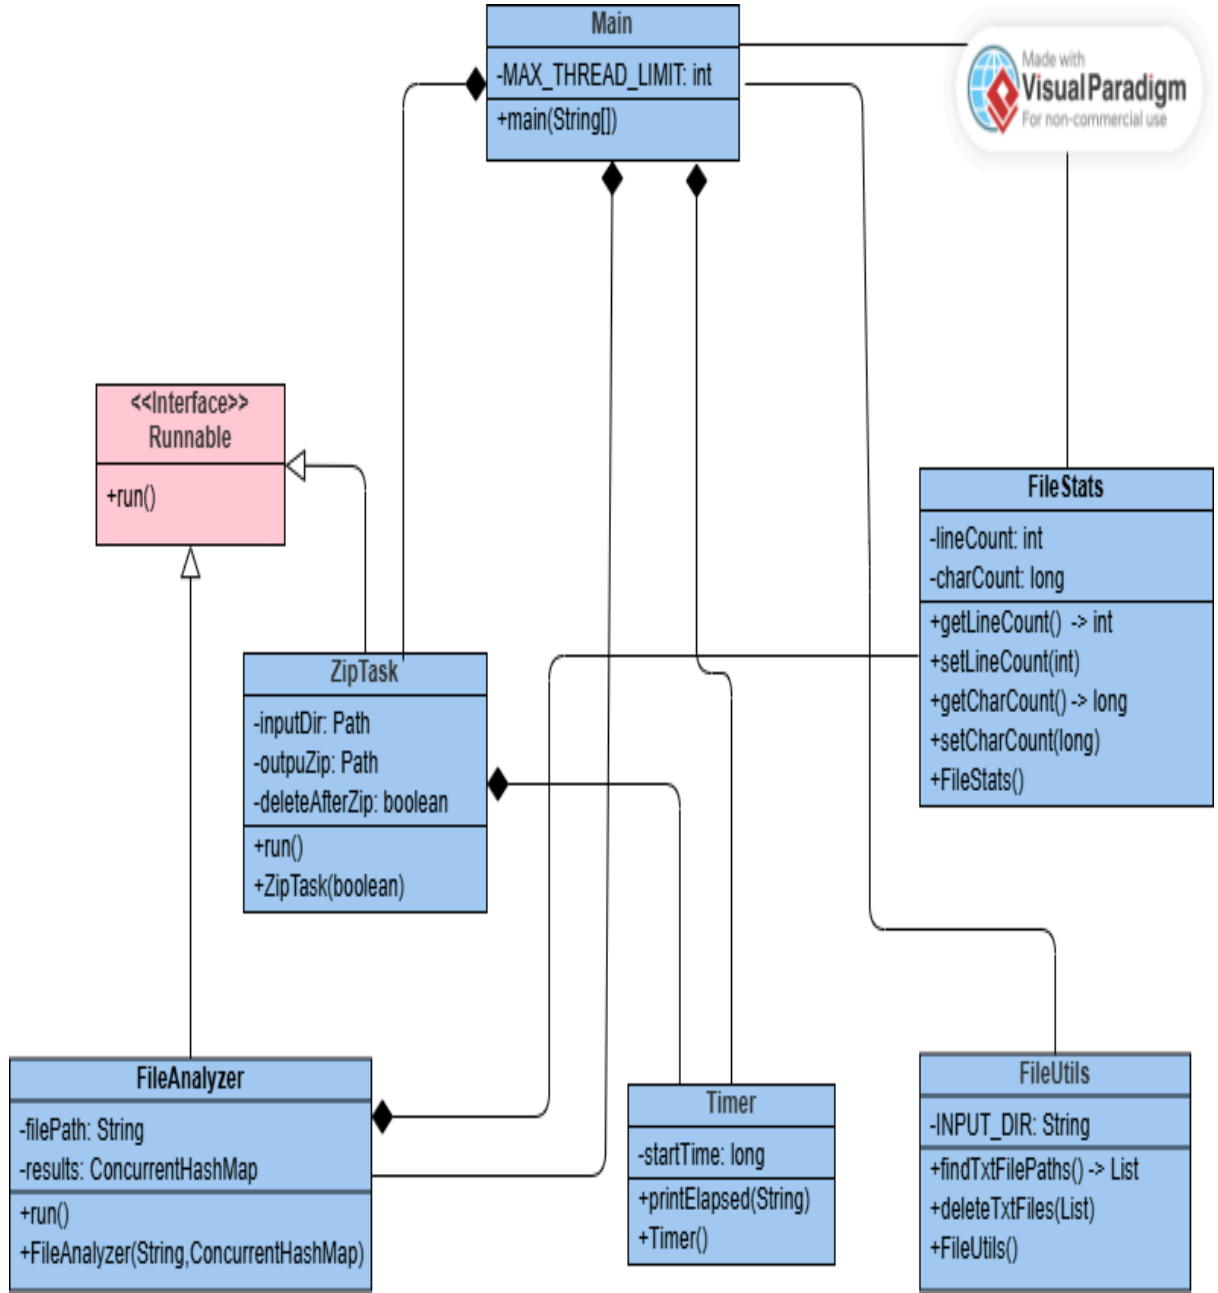 Main
-MAX_THREAD_LIMIT: int
+main(String[])
Made with
Visual Paradigm
For non-commercial use
<<Interface>>
Runnable
+run()
FileStats
-lineCount: int
-charCount: long
+getLineCount() -> int
+setLineCount(int)
+getCharCount() -> long
+setCharCount(long)
+FileStats()
ZipTask
-inputDir: Path
-outpuZip: Path
-deleteAfterZip: boolean
+run()
+ZipTask(boolean)
FileAnalyzer
-filePath: String
-results: ConcurrentHashMap
+run()
+FileAnalyzer(String,ConcurrentHashMap)
Timer
-startTime: long
+printElapsed(String)
+Timer()
FileUtils
-INPUT_DIR: String
+findTxtFilePaths() -> List
+deleteTxtFiles(List)
+FileUtils()